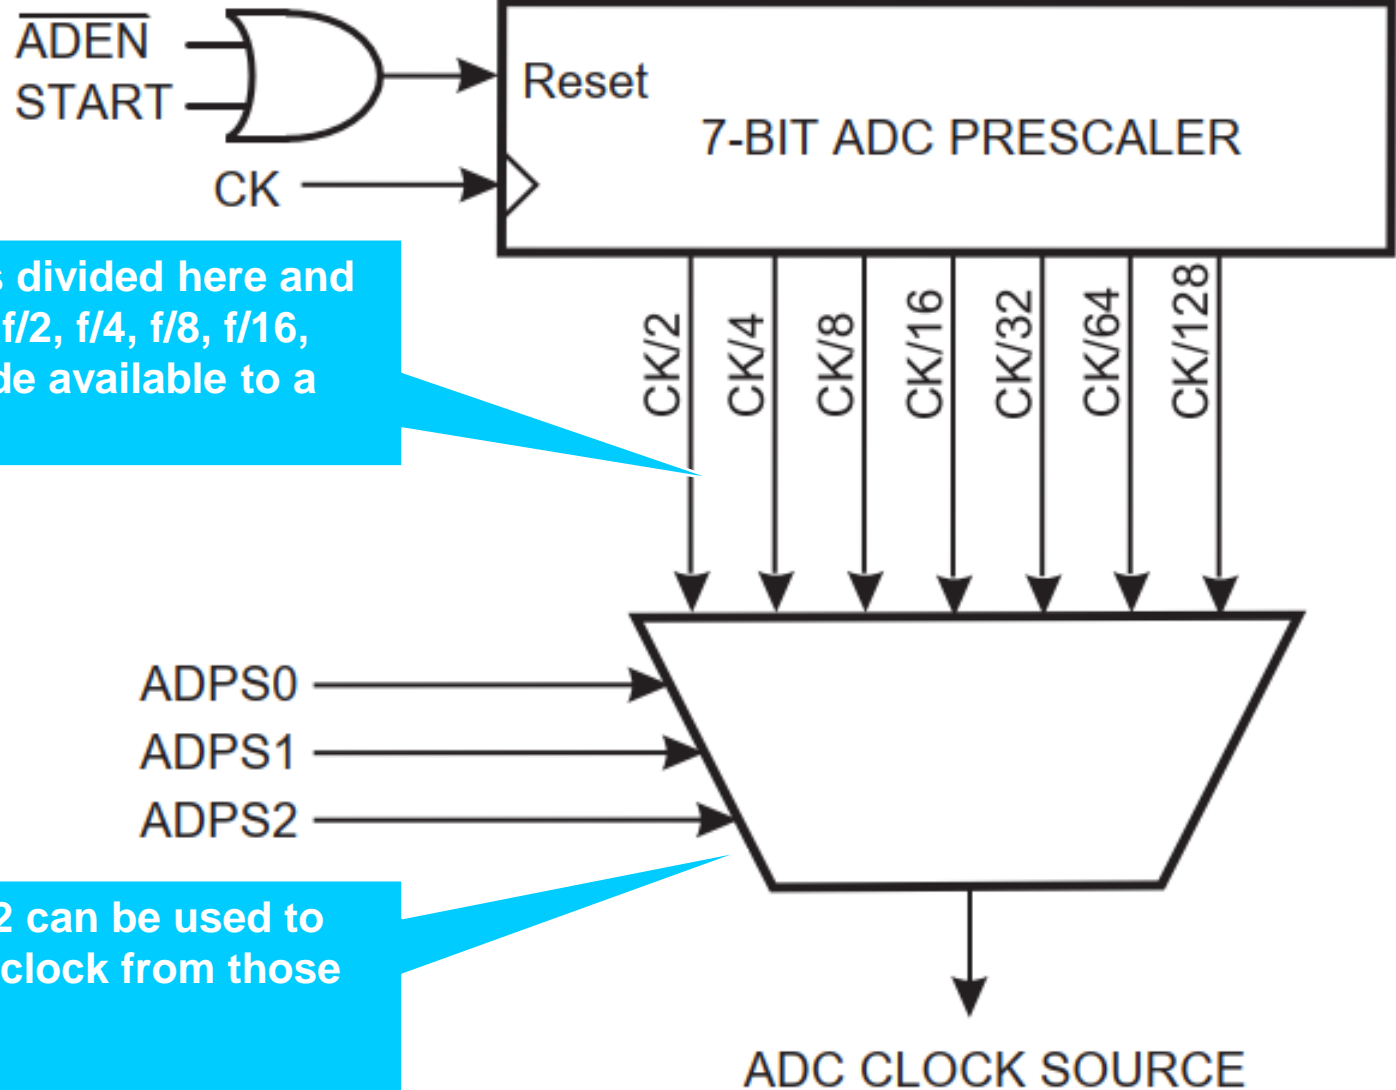 ADEN
START
CK
Reset
7-BIT ADC PRESCALER
divided here and
f/2, f/4, f/8, f/16,
available to a
CK/2
CK/4
CK/8
CK/16
CK/32
CK/64
CK/128
ADPS0
ADPS1
ADPS2
2 can be used to
clock from those
ADC CLOCK SOURCE